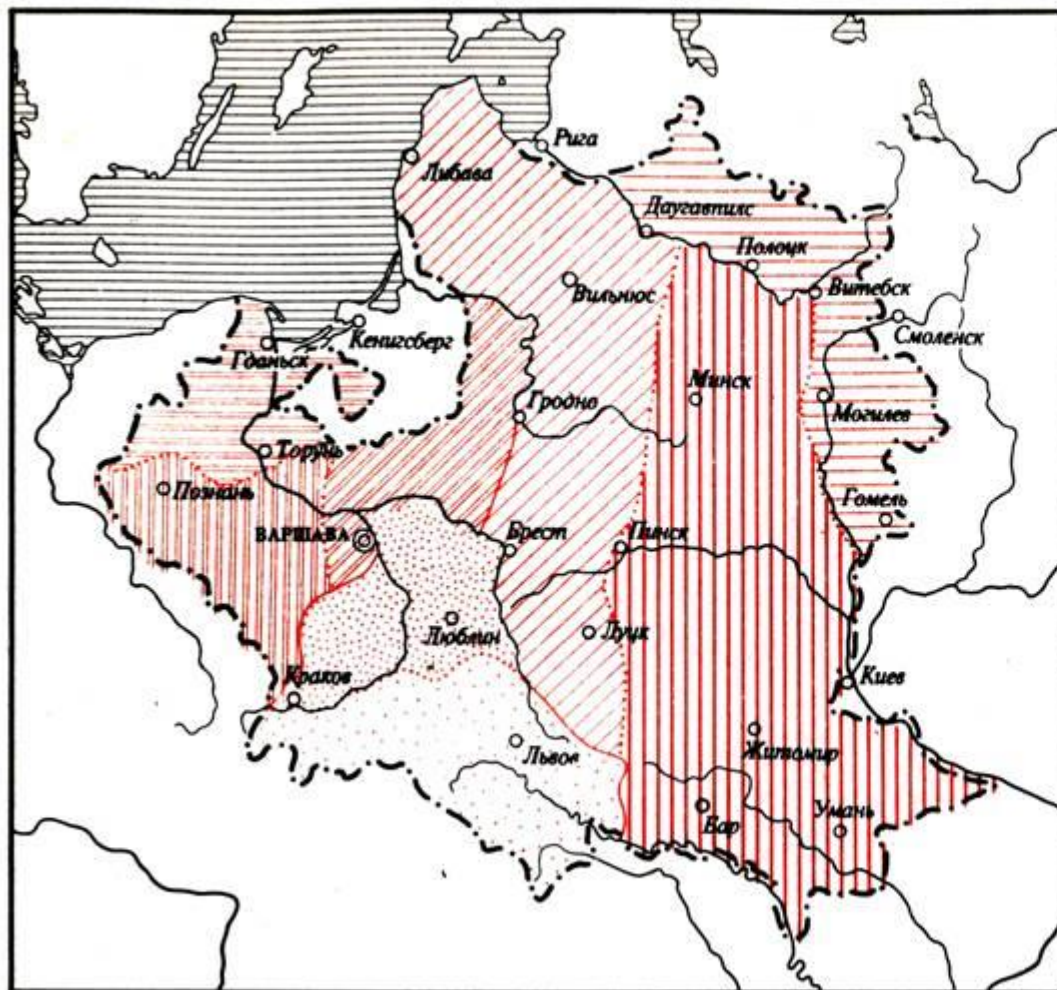 Рига
Либава
Даугавпилс
Полоцк
Вильнюс
Витебск
Смоленск
Кенигсберг
Гданьск
Минск
Могилев
Гродно
Торунь
Познань
Гомель
ВАРШАВА
Брест
Пинск
Люблин
Луцк
Краков
Киев
Львов
Житомир
Бар
Умань